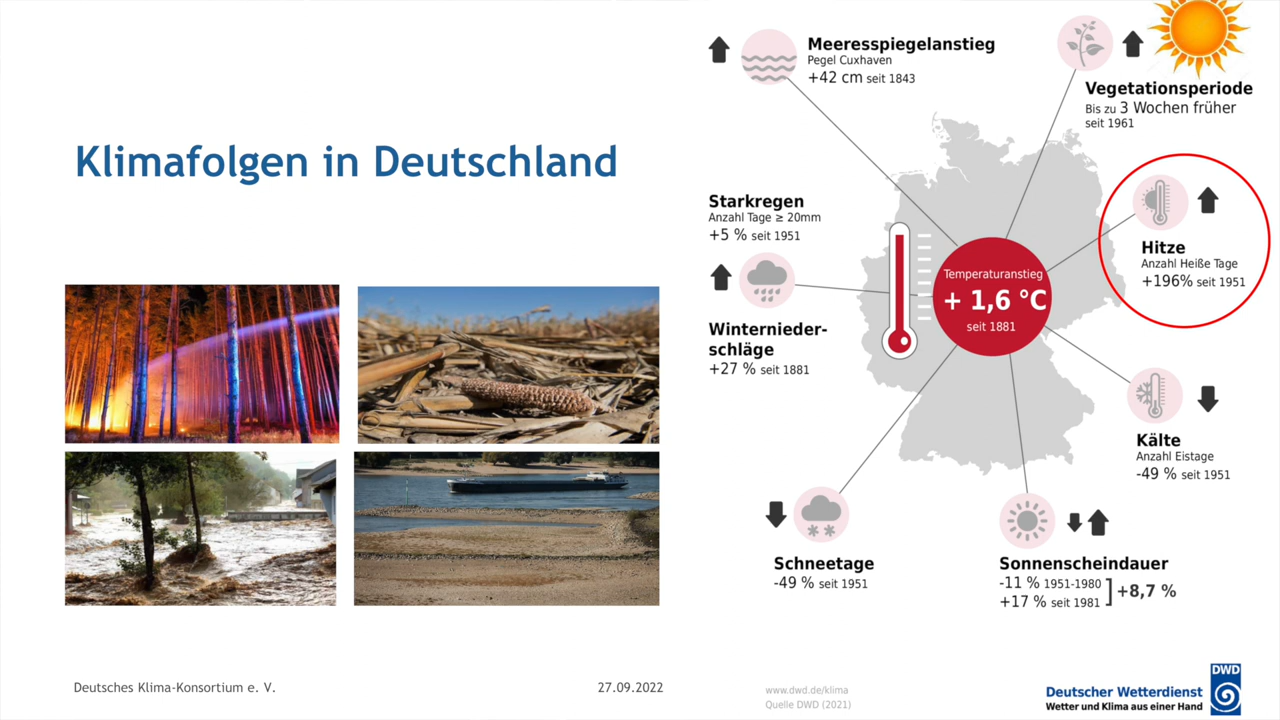 Klimafolgen in Deutschland
Meeresspiegelanstieg
Pegel Cuxhaven
+42 cm seit 1843
Vegetationsperiode
Bis zu 3 Wochen früher
seit 1961
Starkregen
Anzahl Tage ≥ 20mm
+5 % seit 1951
Hitze
Anzahl Heiße Tage
+196% seit 1951
Temperaturanstieg
+ 1,6 °C
seit 1881
Winternieder-
schläge
+27 % seit 1881
Kälte
Anzahl Eistage
-49 % seit 1951
Schneetage
-49 % seit 1951
Sonnenscheindauer
-11 % 1951-1980
+17 % seit 1981
+8,7 %
Deutsches Klima-Konsortium e. V.
27.09.2022
www.dwd.de/klima
Quelle DWD (2021)
Deutscher Wetterdienst
Wetter und Klima aus einer Hand
DWD